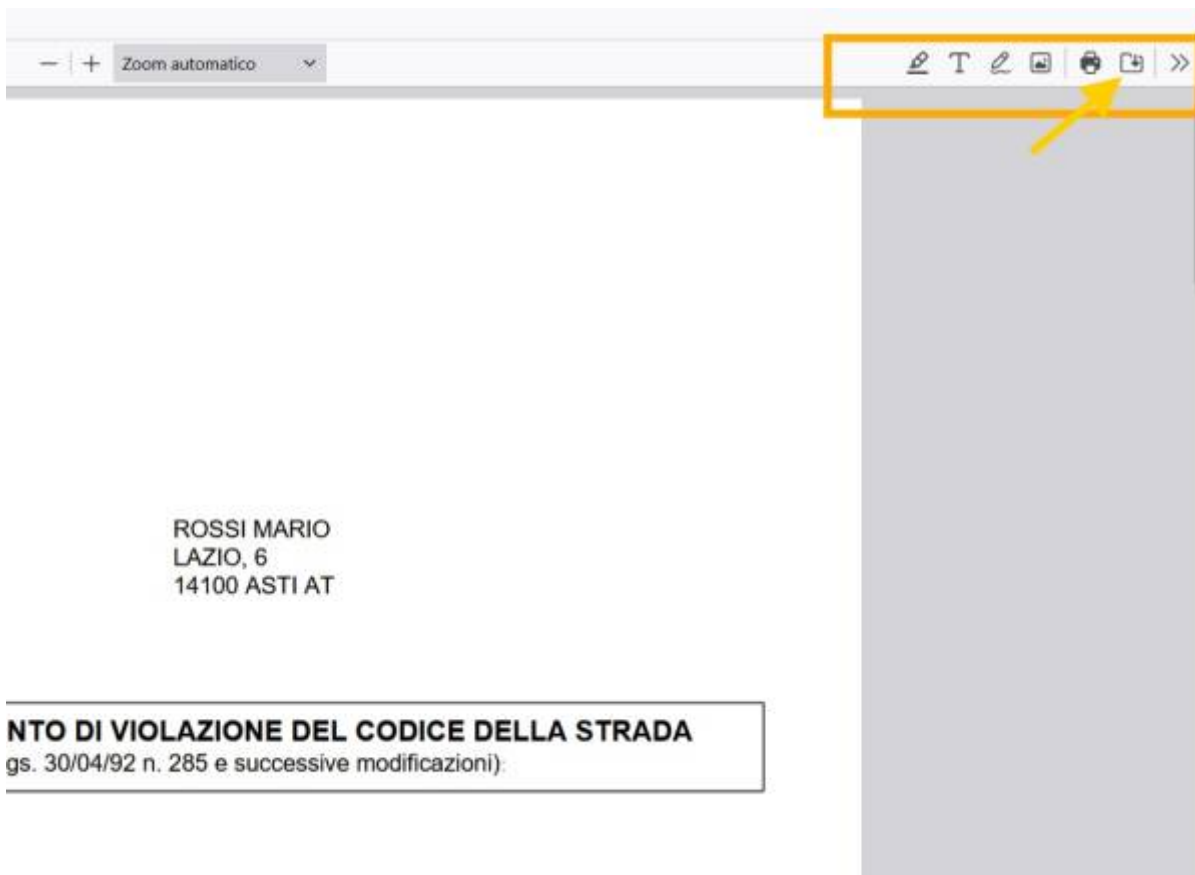 Zoom automatico
ROSSI MARIO
LAZIO, 6
14100 ASTI AT
NTO DI VIOLAZIONE DEL CODICE DELLA STRADA
gs. 30/04/92 n. 285 e successive modificazioni):